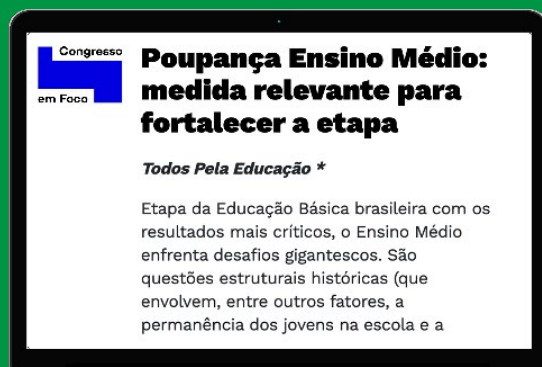 Congresso
em Foco
Poupança Ensino Médio:
medida relevante para
fortalecer a etapa
Todos Pela Educação *
Etapa da Educação Básica brasileira com os
resultados mais críticos, o Ensino Médio
enfrenta desafios gigantescos. São
questões estruturais históricas (que
envolvem, entre outros fatores, a
permanência dos jovens na escola e a